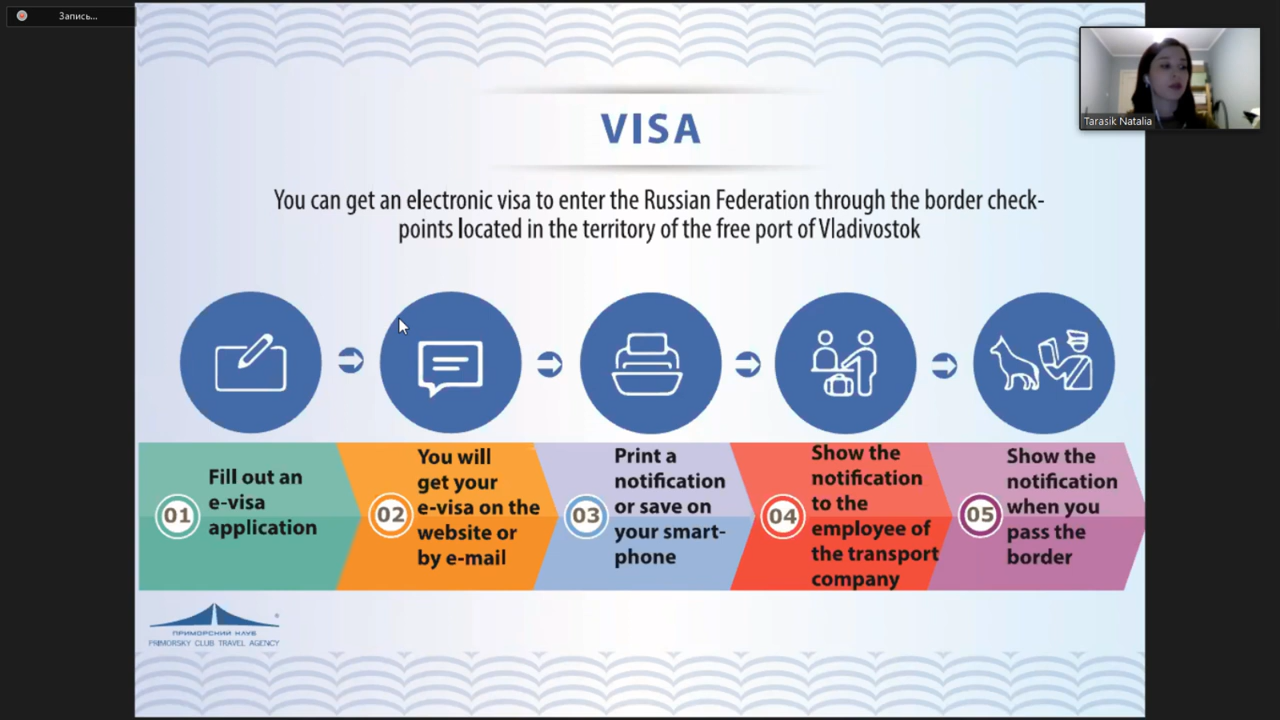 Запись...
VISA
Tarasik Natalia
You can get an electronic visa to enter the Russian Federation through the border check-
points located in the territory of the free port of Vladivostok
01
Fill out an
e-visa
application
02
You will
get your
e-visa on the
website or
by e-mail
03
Print a
notification
or save on
your smart-
phone
04
Show the
notification
to the
employee of
the transport
company
05
Show the
notification
when you
pass the
border
ПРИМОРСКИЙ КЛУБ
PRIMORSKY CLUB TRAVEL AGENCY